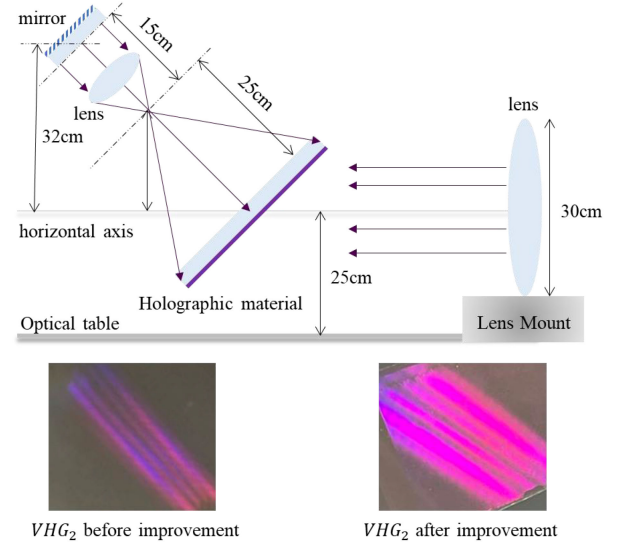 mirror
15cm
25cm
lens
lens
32cm
30cm
horizontal axis
25cm
Holographic material
Optical table
Lens Mount
VHG₂ before improvement
VHG₂ after improvement